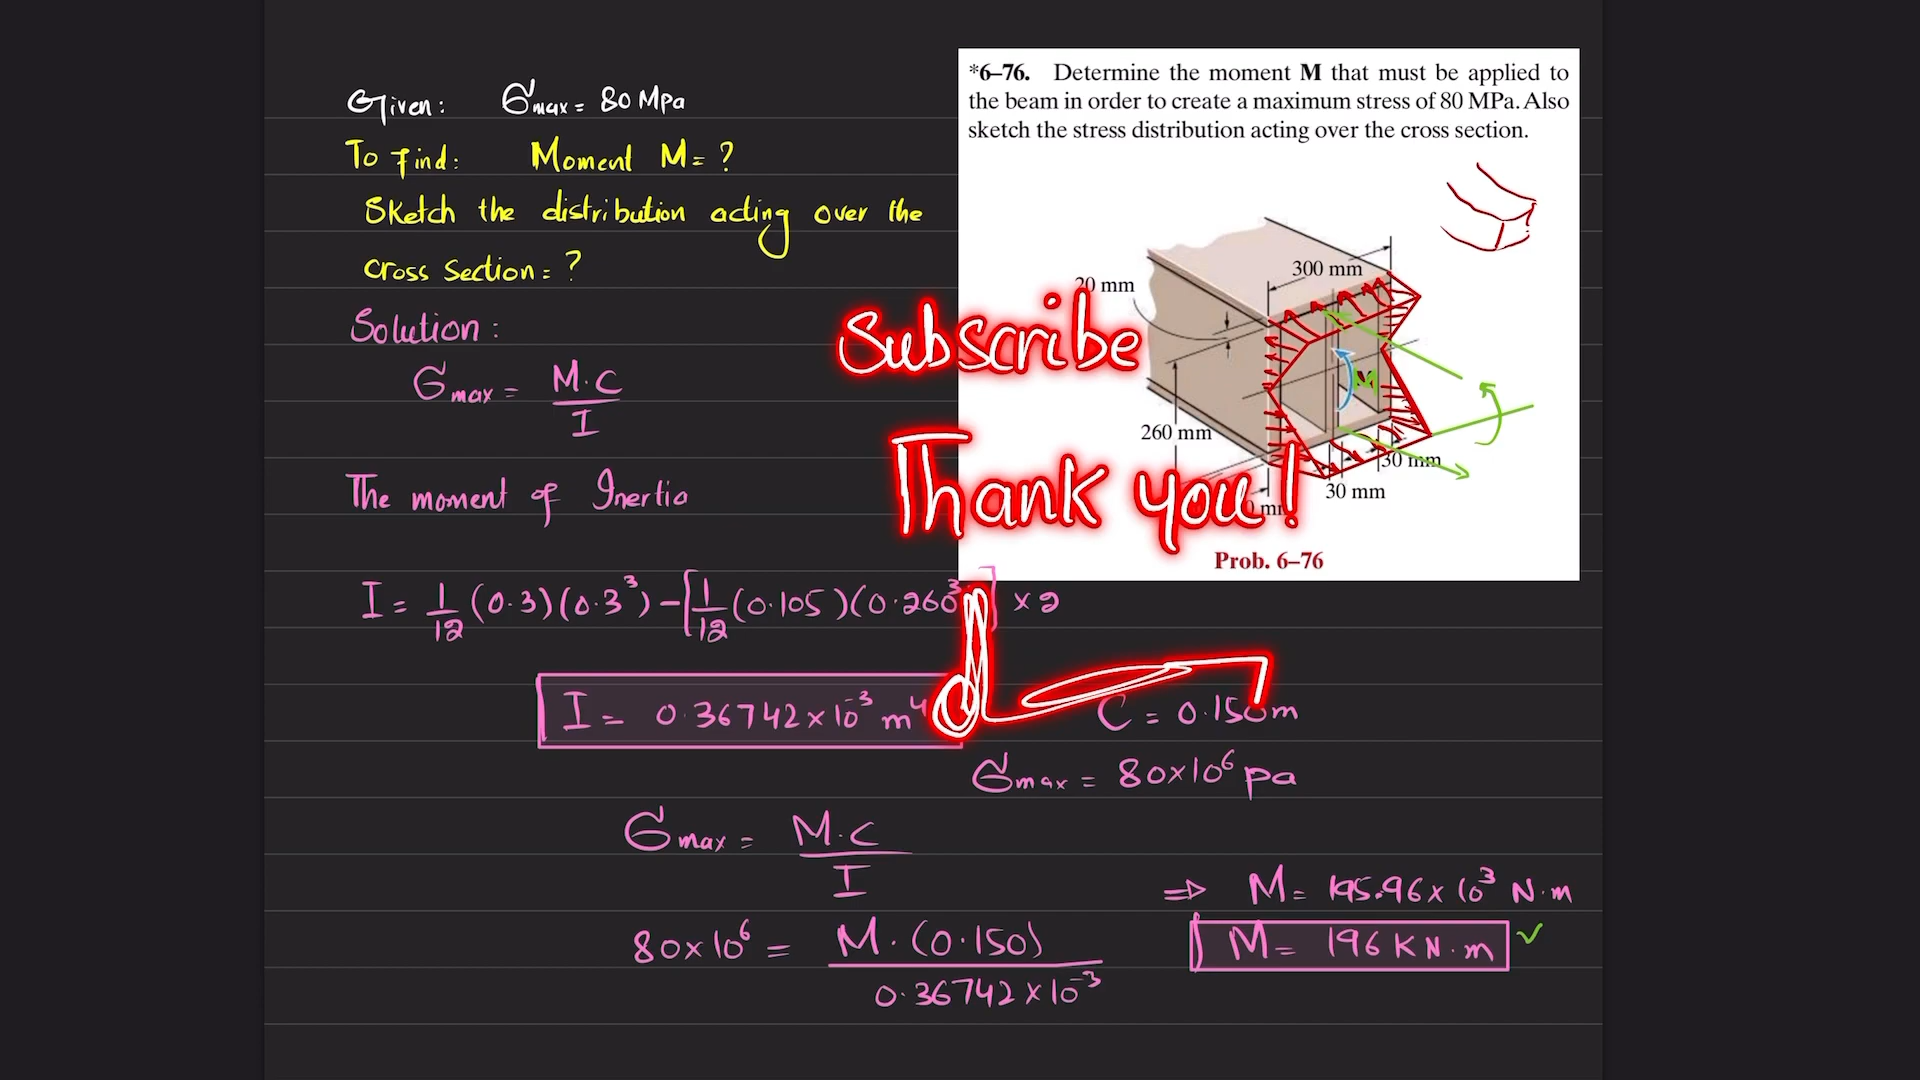 Given: σmax = 80 Mpa
To Find: Moment M = ?
Sketch the distribution acting over the
cross section = ?
Solution:
σmax = M·C
I
The moment of Inertia
I = 1/12 (0.3)(0.3³) - [1/12 (0.105)(0.260³)] × 2
I = 0.36742 × 10⁻³ m⁴
C = 0.150m
σmax = 80×10⁶ pa
σmax = M·C
I
80×10⁶ = M·(0.150)
0.36742 × 10⁻³
⇒ M = 195.96 × 10³ N·m
M = 196 KN·m ✓
*6–76. Determine the moment M that must be applied to
the beam in order to create a maximum stress of 80 MPa. Also
sketch the stress distribution acting over the cross section.
300 mm
20 mm
M
260 mm
30 mm
30 mm
Prob. 6–76
Subscribe
Thank you!